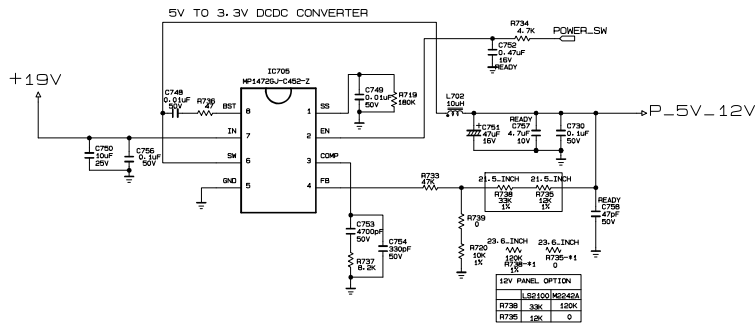 5V TO 3.3V DCDC CONVERTER
R734
4.7K
POWER_SW
C752
0.47uF
16V
READY
+19V
IC705
MP1472GJ-C452-Z
C748
0.01uF
50V
R736
47
BST
8
1
SS
C749
0.01uF
50V
R719
180K
L702
10uH
P_5V_12V
IN
7
2
EN
C750
10uF
25V
C756
0.1uF
50V
SW
6
3
COMP
C751
47uF
16V
READY
C757
4.7uF
10V
C730
0.1uF
50V
GND
5
4
FB
R733
47K
21.5_INCH
R738
33K
1%
21.5_INCH
R735
12K
1%
READY
C758
47pF
50V
C753
4700pF
50V
C754
330pF
50V
R737
8.2K
R739
0
R720
10K
1%
23.6_INCH
120K
R738-*1
1%
23.6_INCH
R735-*1
0
12V PANEL OPTION
LS2100 M2242A
R738 33K 120K
R735 12K 0